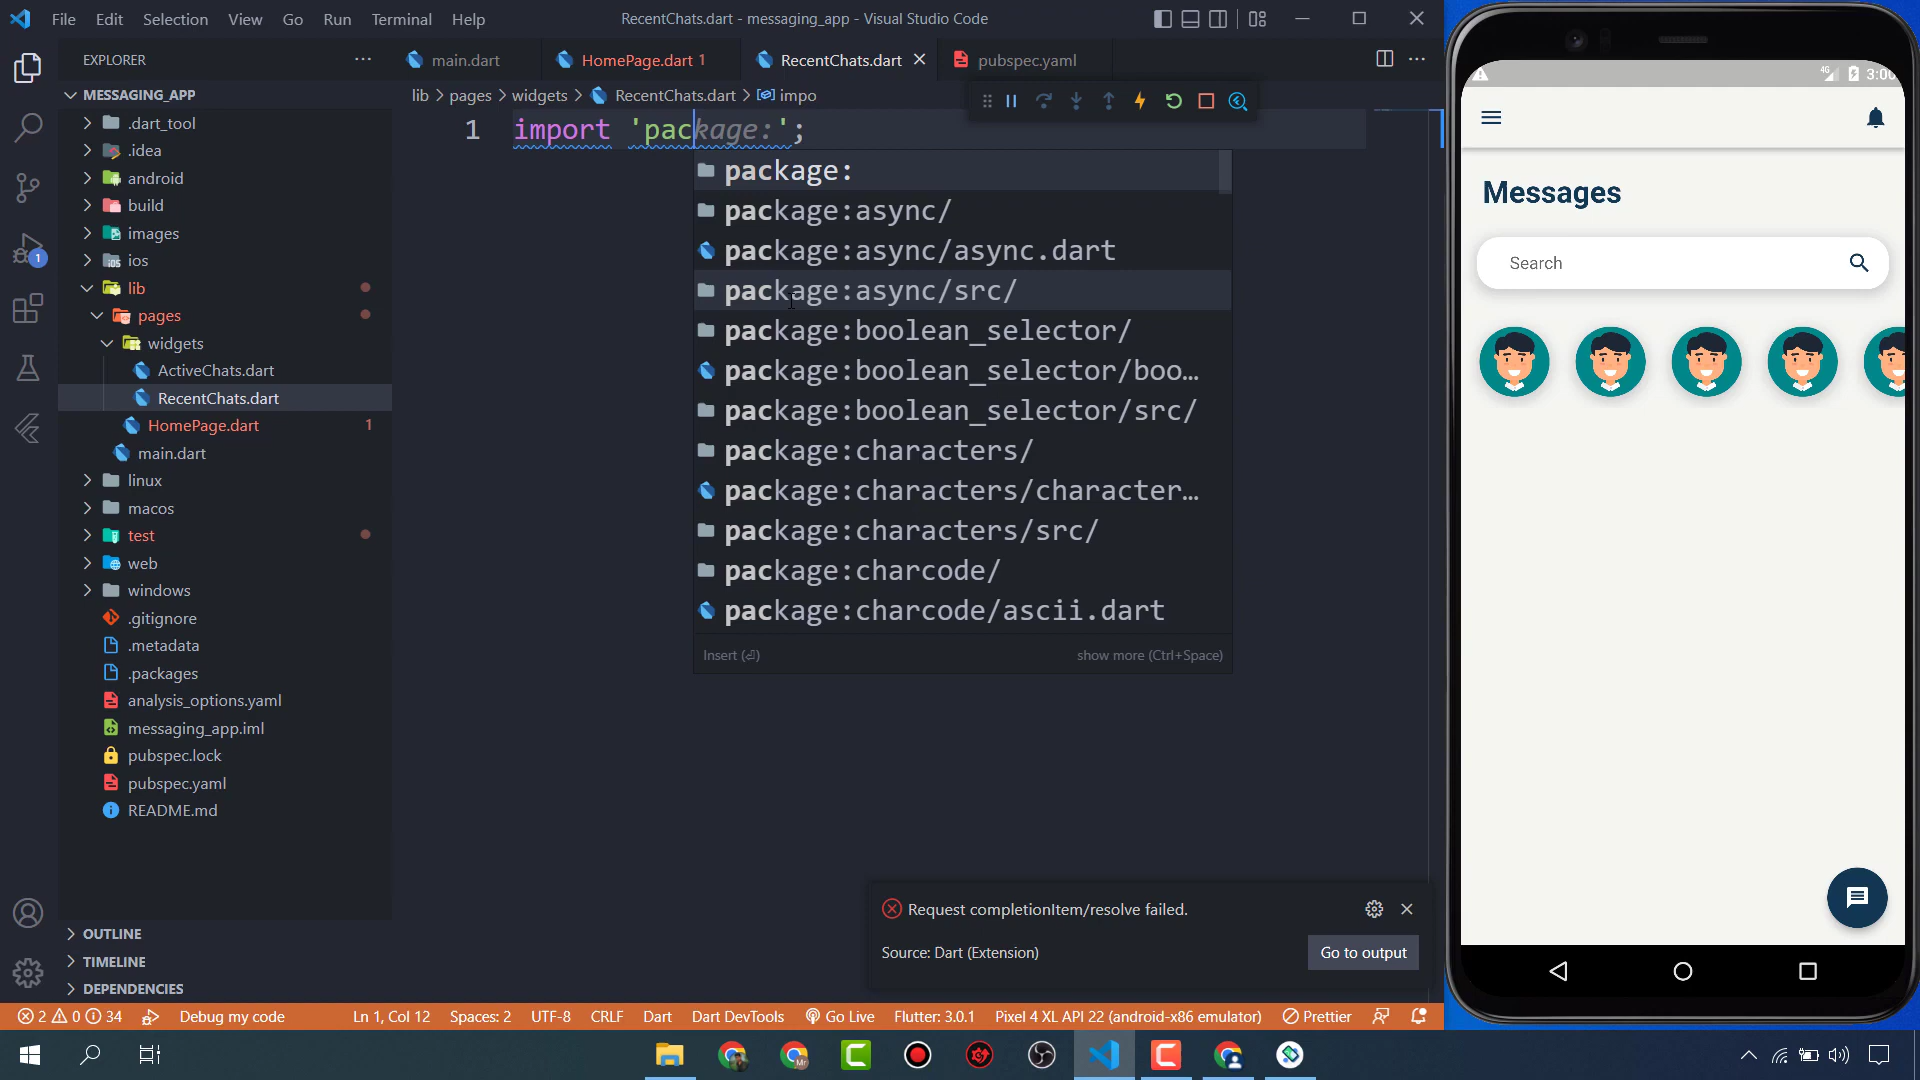 File Edit Selection View Go Run Terminal Help
RecentChats.dart - messaging_app - Visual Studio Code
EXPLORER
MESSAGING_APP
.dart_tool
.idea
android
build
images
ios
lib
pages
widgets
ActiveChats.dart
RecentChats.dart
HomePage.dart 1
main.dart
linux
macos
test
web
windows
.gitignore
.metadata
.packages
analysis_options.yaml
messaging_app.iml
pubspec.lock
pubspec.yaml
README.md
OUTLINE
TIMELINE
DEPENDENCIES
1
main.dart
HomePage.dart 1
RecentChats.dart
pubspec.yaml
lib > pages > widgets > RecentChats.dart > impo
1 import 'package:';
package:
package:async/
package:async/async.dart
package:async/src/
package:boolean_selector/
package:boolean_selector/boo...
package:boolean_selector/src/
package:characters/
package:characters/character...
package:characters/src/
package:charcode/
package:charcode/ascii.dart
Insert (⏎) show more (Ctrl+Space)
Request completionItem/resolve failed.
Source: Dart (Extension)
Go to output
2 0 34 Debug my code Ln 1, Col 12 Spaces: 2 UTF-8 CRLF Dart Dart DevTools Go Live Flutter: 3.0.1 Pixel 4 XL API 22 (android-x86 emulator) Prettier
4G 3:00
Messages
Search